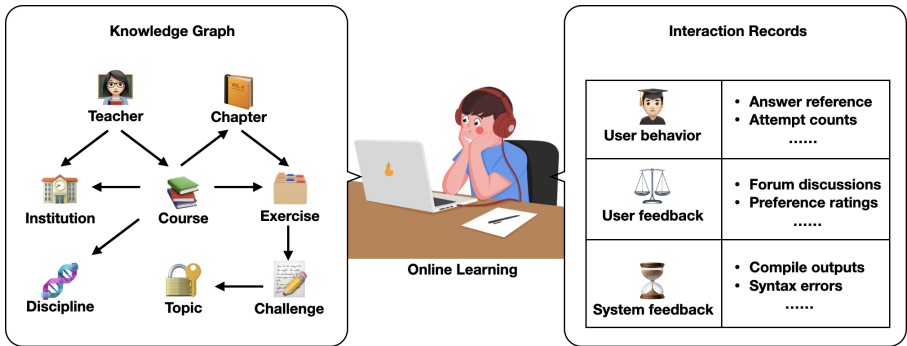 Knowledge Graph
Teacher
Chapter
Institution
Course
Exercise
Discipline
Topic
Challenge
Online Learning
Interaction Records
User behavior
• Answer reference
• Attempt counts
......
User feedback
• Forum discussions
• Preference ratings
......
System feedback
• Compile outputs
• Syntax errors
......